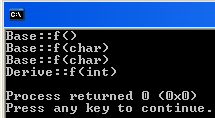 C:\
Base::f()
Base::f(char)
Base::f(char)
Derive::f(int)
Process returned 0 (0x0)
Press any key to continue.